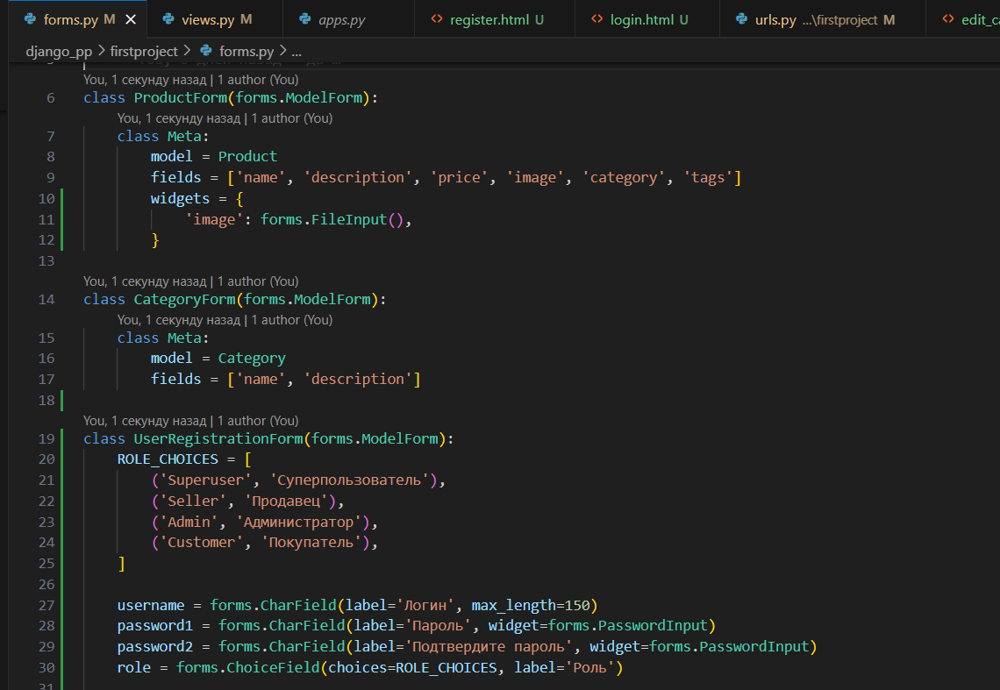 forms.py M
views.py M
apps.py
register.html U
login.html U
urls.py ...\firstproject M
django_pp > firstproject > forms.py > ...
You, 1 секунду назад | 1 author (You)
6 class ProductForm(forms.ModelForm):
You, 1 секунду назад | 1 author (You)
7 class Meta:
8 model = Product
9 fields = ['name', 'description', 'price', 'image', 'category', 'tags']
10 widgets = {
11 'image': forms.FileInput(),
12 }
13
You, 1 секунду назад | 1 author (You)
14 class CategoryForm(forms.ModelForm):
You, 1 секунду назад | 1 author (You)
15 class Meta:
16 model = Category
17 fields = ['name', 'description']
18
You, 1 секунду назад | 1 author (You)
19 class UserRegistrationForm(forms.ModelForm):
20 ROLE_CHOICES = [
21 ('Superuser', 'Суперпользователь'),
22 ('Seller', 'Продавец'),
23 ('Admin', 'Администратор'),
24 ('Customer', 'Покупатель'),
25 ]
26
27 username = forms.CharField(label='Логин', max_length=150)
28 password1 = forms.CharField(label='Пароль', widget=forms.PasswordInput)
29 password2 = forms.CharField(label='Подтвердите пароль', widget=forms.PasswordInput)
30 role = forms.ChoiceField(choices=ROLE_CHOICES, label='Роль')
31